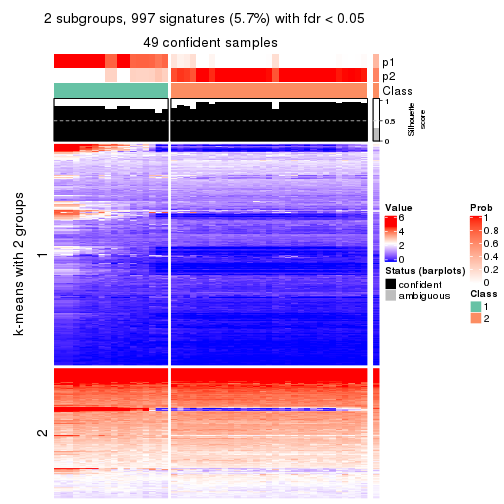 2 subgroups, 997 signatures (5.7%) with fdr < 0.05
49 confident samples
p1
p2
Class
1
0.5
0
Silhouette
score
k-means with 2 groups
1
2
Value
6
4
2
0
Status (barplots)
confident
ambiguous
Prob
1
0.8
0.6
0.4
0.2
0
Class
1
2